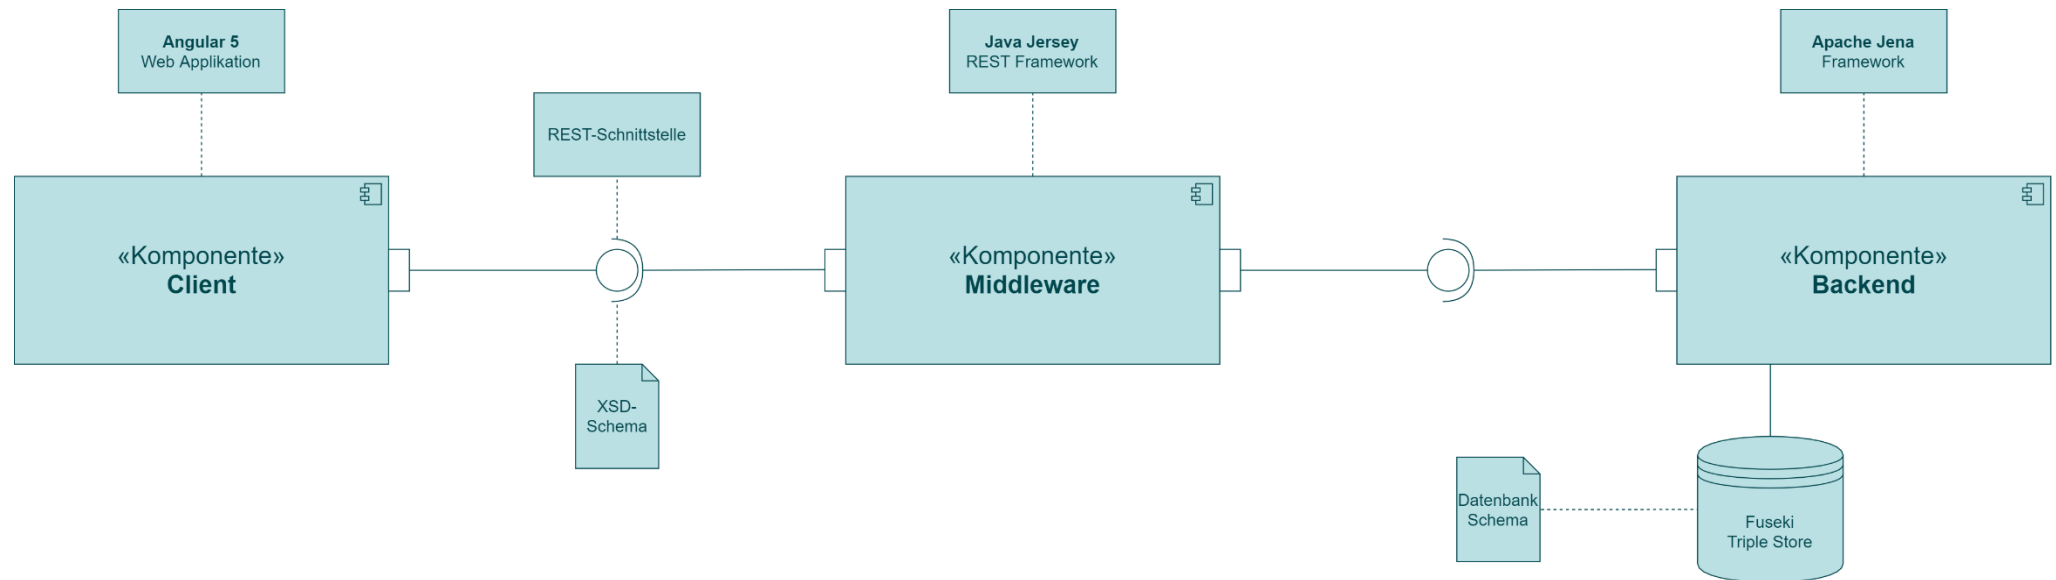 Angular 5
Web Applikation
Java Jersey
REST Framework
Apache Jena
Framework
REST-Schnittstelle
«Komponente»
Client
«Komponente»
Middleware
«Komponente»
Backend
XSD-
Schema
Datenbank
Schema
Fuseki
Triple Store